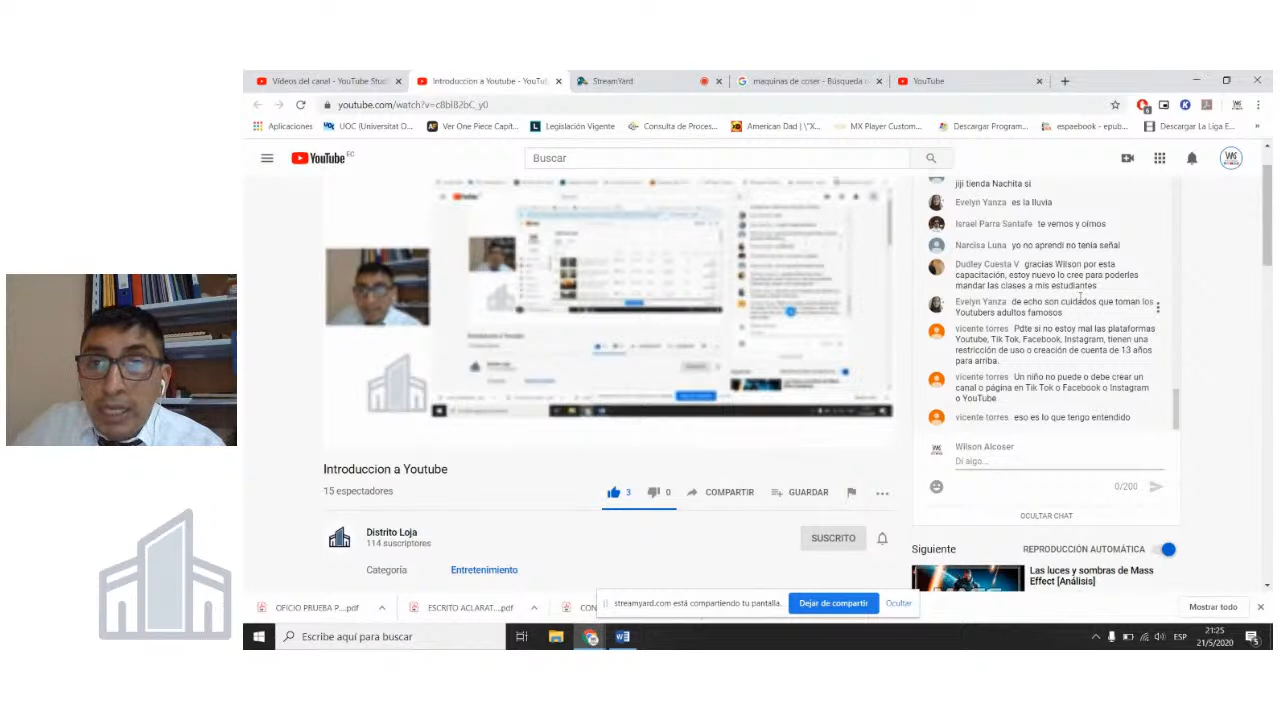 Vídeos del canal - YouTube Stud
Introduccion a Youtube - YouTub
StreamYard
maquinas de coser - Búsqueda
YouTube
youtube.com/watch?v=c8blB2bC_y0
Aplicaciones
UOC (Universitat O...
Ver One Piece Capít...
Legislación Vigente
Consulta de Proces...
American Dad | \"X...
MX Player Custom...
Descargar Program...
espaebook - epub...
Descargar La Liga E...
YouTube EC
Buscar
jiji tienda Nachita si
Evelyn Yanza es la lluvia
Israel Parra Santafe te vemos y oímos
Narcisa Luna yo no aprendi no tenia señal
Dudley Cuesta V gracias Wilson por esta
capacitación, estoy nuevo lo cree para poderles
mandar las clases a mis estudiantes
Evelyn Yanza de echo son cuidados que toman los
Youtubers adultos famosos
vicente torres Pdte si no estoy mal las plataformas
Youtube, Tik Tok, Facebook, Instagram, tienen una
restricción de uso o creación de cuenta de 13 años
para arriba.
vicente torres Un niño no puede o debe crear un
canal o página en Tik Tok o Facebook o Instagram
o YouTube
vicente torres eso es lo que tengo entendido
Wilson Alcoser
Di algo...
0/200
OCULTAR CHAT
Introduccion a Youtube
15 espectadores
3
0
COMPARTIR
GUARDAR
Distrito Loja
114 suscriptores
SUSCRITO
Categoría
Entretenimiento
Siguiente
REPRODUCCIÓN AUTOMÁTICA
Las luces y sombras de Mass
Effect [Análisis]
streamyard.com está compartiendo tu pantalla.
Dejar de compartir
Ocultar
OFICIO PRUEBA P....pdf
ESCRITO ACLARAT....pdf
CON
Mostrar todo
Escribe aquí para buscar
ESP
21:25
21/5/2020
5